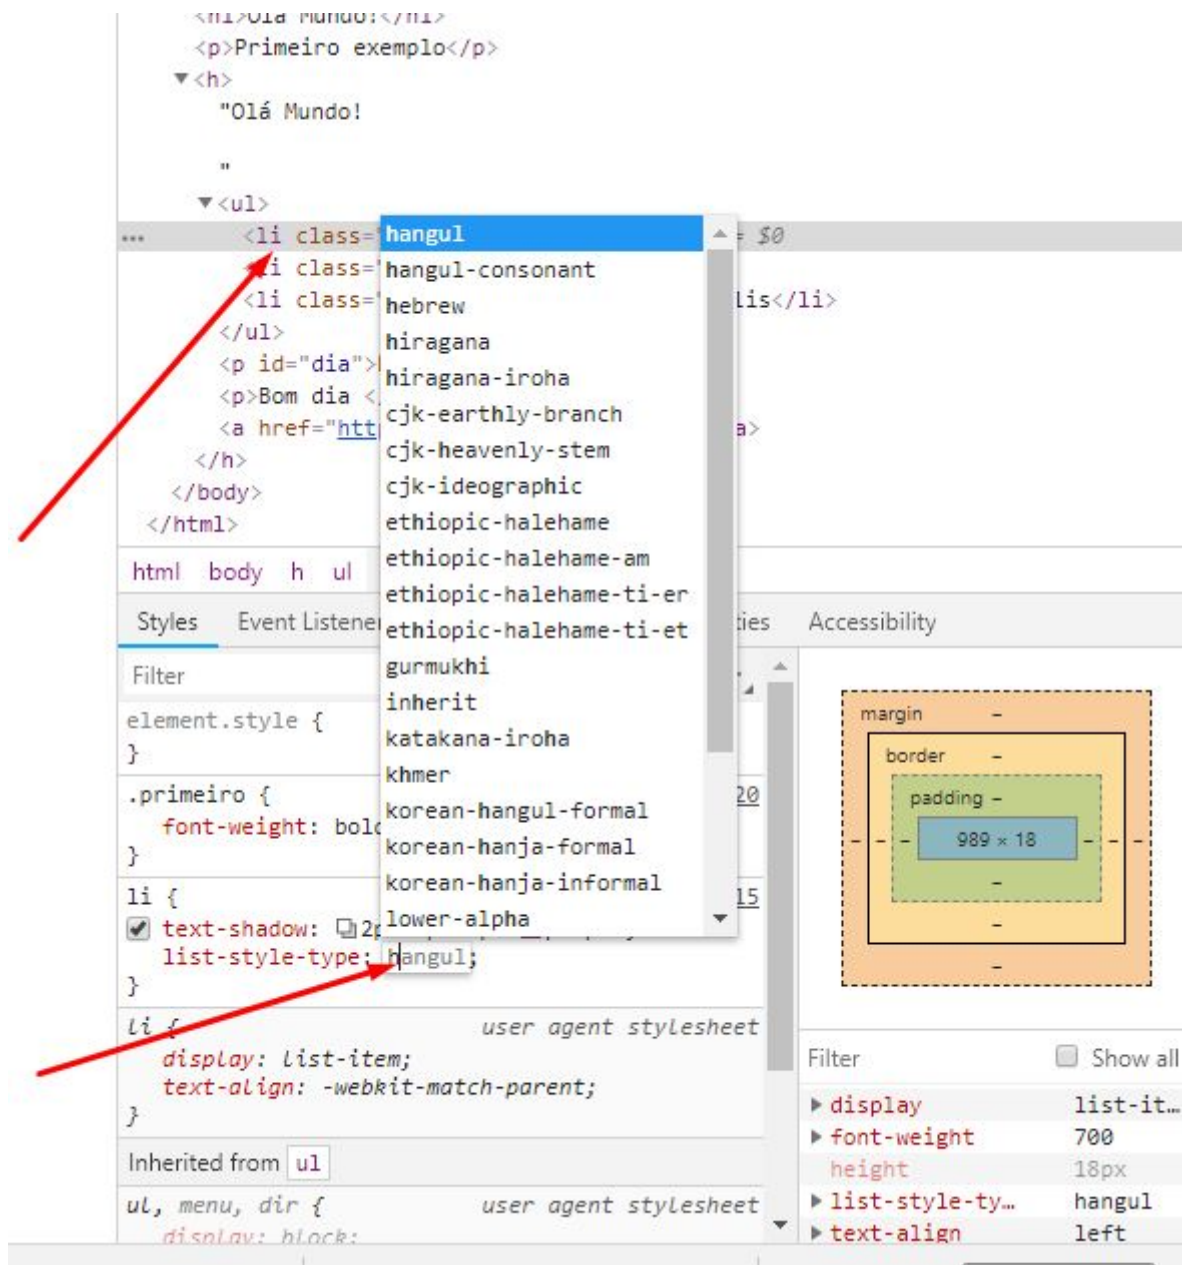 <h1>Olá Mundo!</h1>
<p>Primeiro exemplo</p>
▼<h>
"Olá Mundo!
"
▼<ul>
... <li class=" = $0
<li class="
<li class=" lis</li>
</ul>
<p id="dia">
<p>Bom dia <
<a href="htt a>
</h>
</body>
</html>
hangul
hangul-consonant
hebrew
hiragana
hiragana-iroha
cjk-earthly-branch
cjk-heavenly-stem
cjk-ideographic
ethiopic-halehame
ethiopic-halehame-am
ethiopic-halehame-ti-er
ethiopic-halehame-ti-et
gurmukhi
inherit
katakana-iroha
khmer
korean-hangul-formal
korean-hanja-formal
korean-hanja-informal
lower-alpha
html body h ul
Styles Event Listene ties Accessibility
Filter
element.style {
}
.primeiro { 20
font-weight: bold
}
li { 15
text-shadow: 2p
list-style-type: hangul;
}
li { user agent stylesheet
display: list-item;
text-align: -webkit-match-parent;
}
Inherited from ul
ul, menu, dir { user agent stylesheet
display: block;
margin –
border –
padding –
- - - 989 × 18 - - -
–
–
–
Filter Show all
display list-it…
font-weight 700
height 18px
list-style-ty… hangul
text-align left